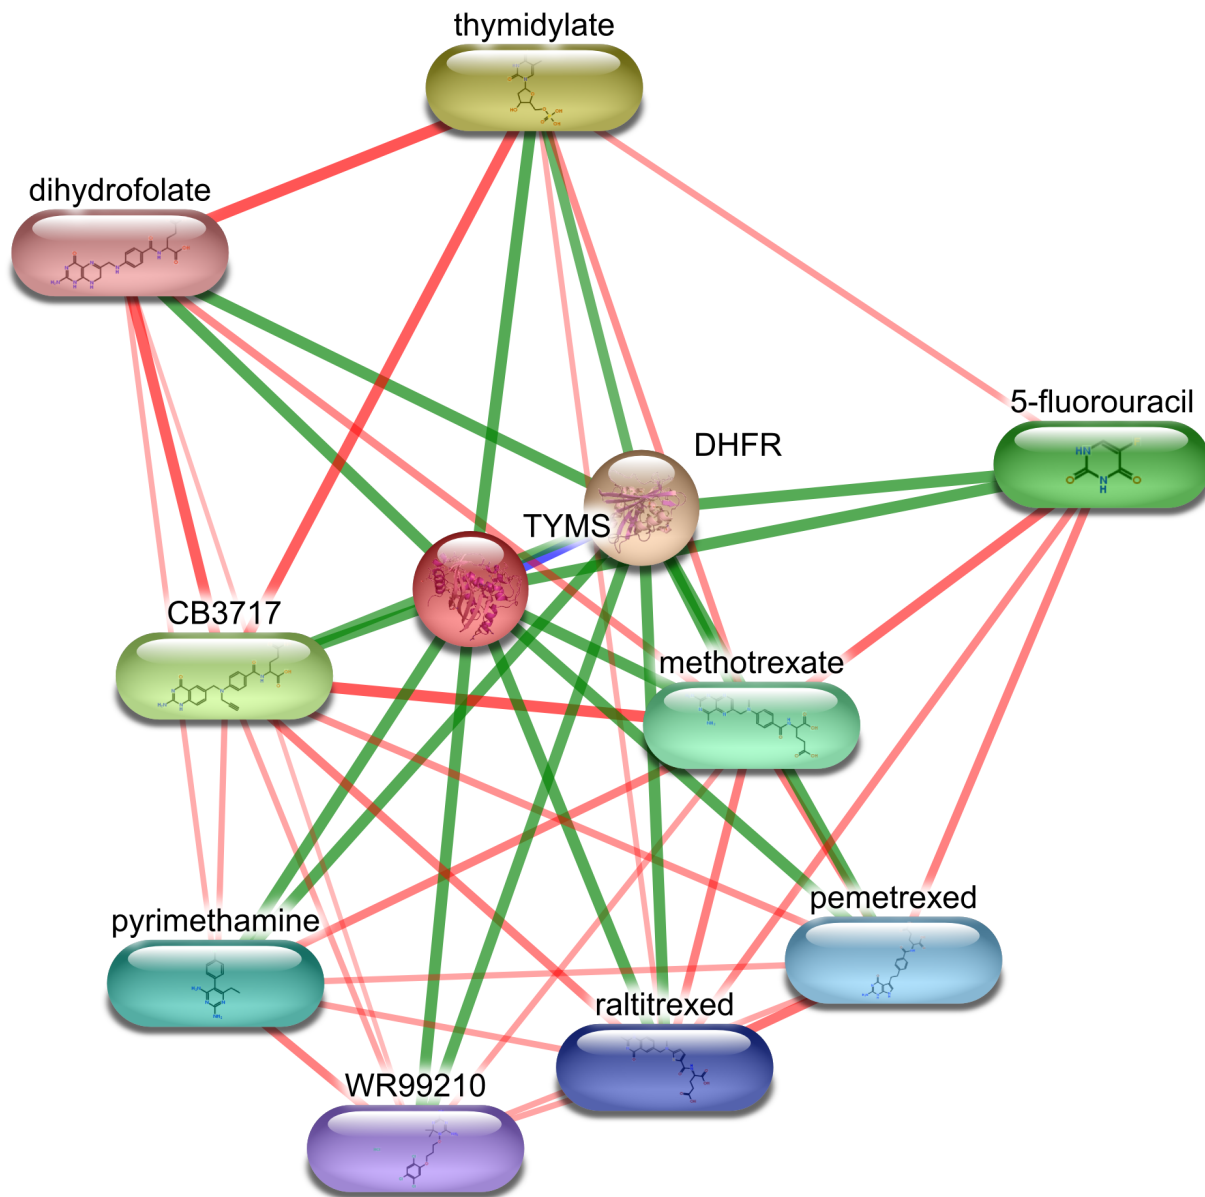 thymidylate
dihydrofolate
5-fluorouracil
DHFR
TYMS
CB3717
methotrexate
pemetrexed
pyrimethamine
raltitrexed
WR99210